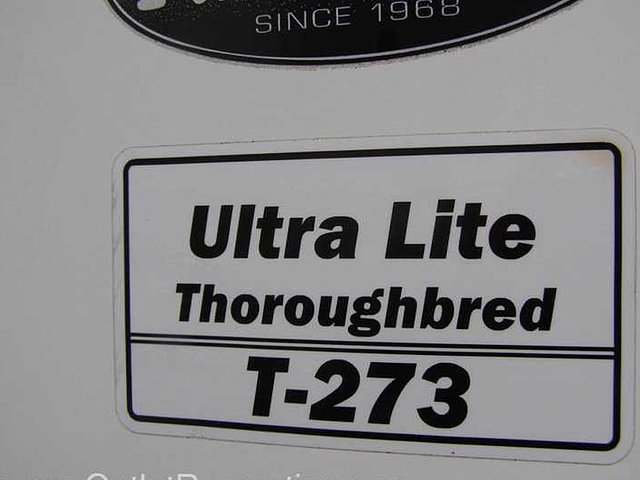 SINCE 1968
Ultra Lite
Thoroughbred
T-273